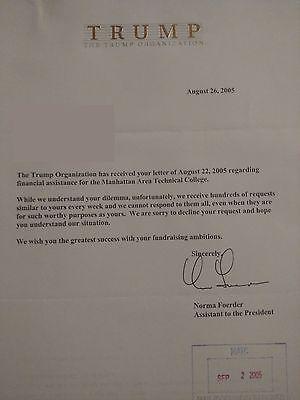 TRUMP
THE TRUMP ORGANIZATION
August 26, 2005
The Trump Organization has received your letter of August 22, 2005 regarding
financial assistance for the Manhattan Area Technical College.
While we understand your dilemma, unfortunately, we receive hundreds of requests
similar to yours every week and we cannot respond to them all, even when they are
for such worthy purposes as yours. We are sorry to decline your request and hope
you understand our situation.
We wish you the greatest success with your fundraising ambitions.
Sincerely,
Norma Foerder
Assistant to the President
SEP 2 2005